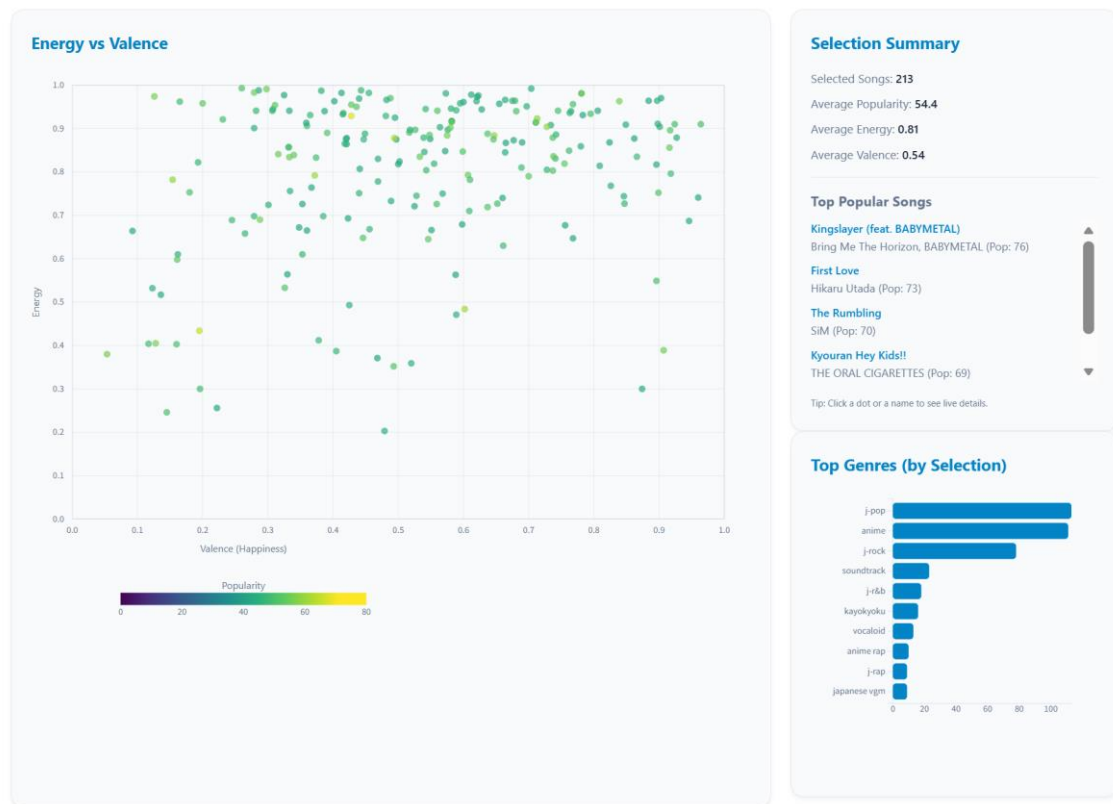 Energy vs Valence
1.0
0.9
0.8
0.7
0.6
0.5
0.4
0.3
0.2
0.1
0.0
Energy
0.0 0.1 0.2 0.3 0.4 0.5 0.6 0.7 0.8 0.9 1.0
Valence (Happiness)
Popularity
0 20 40 60 80
Selection Summary
Selected Songs: 213
Average Popularity: 54.4
Average Energy: 0.81
Average Valence: 0.54
Top Popular Songs
Kingslayer (feat. BABYMETAL)
Bring Me The Horizon, BABYMETAL (Pop: 76)
First Love
Hikaru Utada (Pop: 73)
The Rumbling
SiM (Pop: 70)
Kyouran Hey Kids!!
THE ORAL CIGARETTES (Pop: 69)
Tip: Click a dot or a name to see live details.
Top Genres (by Selection)
j-pop
anime
j-rock
soundtrack
j-r&b
kayokyoku
vocaloid
anime rap
j-rap
japanese vgm
0 20 40 60 80 100